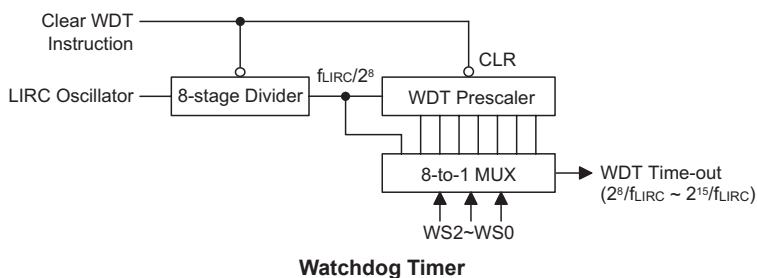 Clear WDT
Instruction
CLR
fLIRC/2⁸
LIRC Oscillator
8-stage Divider
WDT Prescaler
8-to-1 MUX
WDT Time-out
(2⁸/fLIRC ~ 2¹⁵/fLIRC)
WS2~WS0
Watchdog Timer